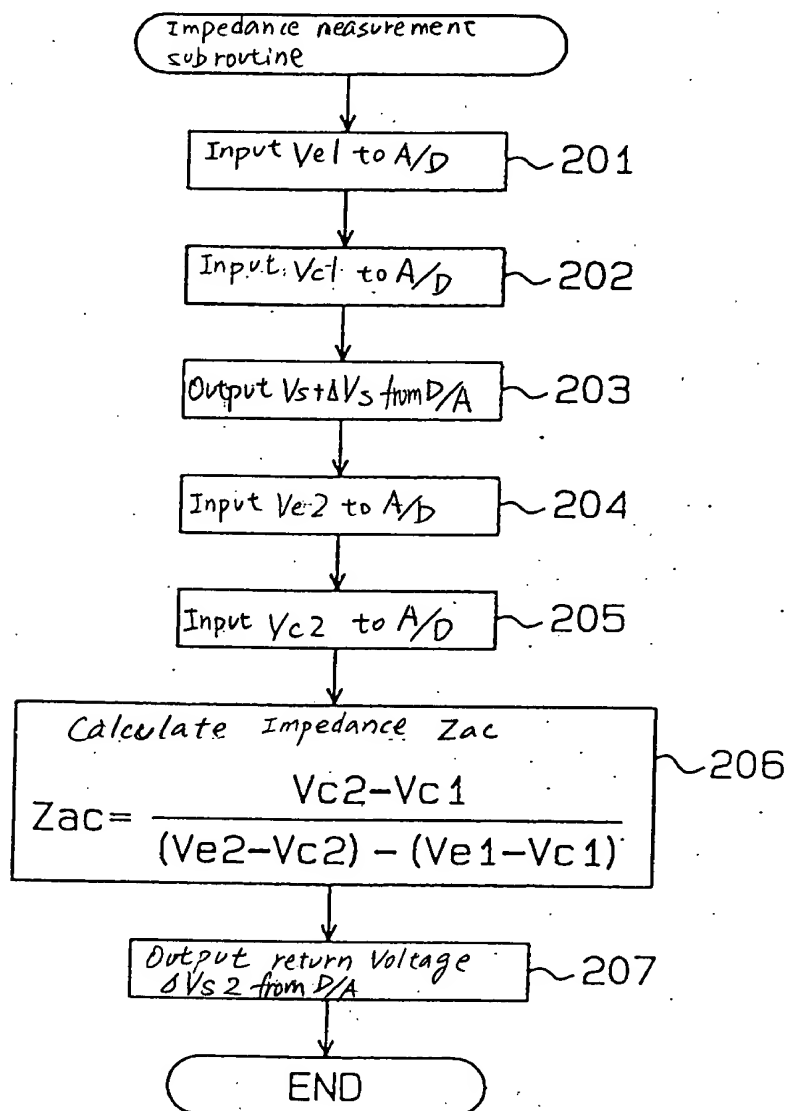 Impedance neasurement
subroutine
Input Ve1 to A/D
201
Input Vc1 to A/D
202
Output Vs+ΔVs from D/A
203
Input Ve2 to A/D
204
Input Vc2 to A/D
205
Calculate Impedance Zac
206
Zac= Vc2-Vc1
(Ve2-Vc2) - (Ve1-Vc1)
Output return Voltage
ΔVs2 from D/A
207
END